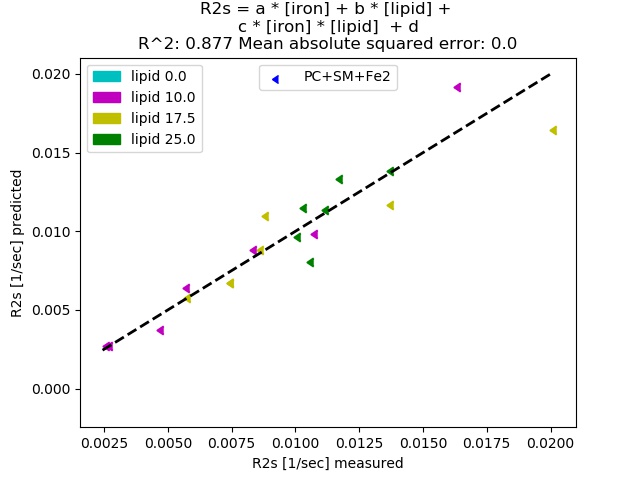 R2s = a * [iron] + b * [lipid] +
c * [iron] * [lipid]  + d
R^2: 0.877 Mean absolute squared error: 0.0
lipid 0.0
lipid 10.0
lipid 17.5
lipid 25.0
PC+SM+Fe2
R2s [1/sec] predicted
0.020
0.015
0.010
0.005
0.000
0.0025 0.0050 0.0075 0.0100 0.0125 0.0150 0.0175 0.0200
R2s [1/sec] measured